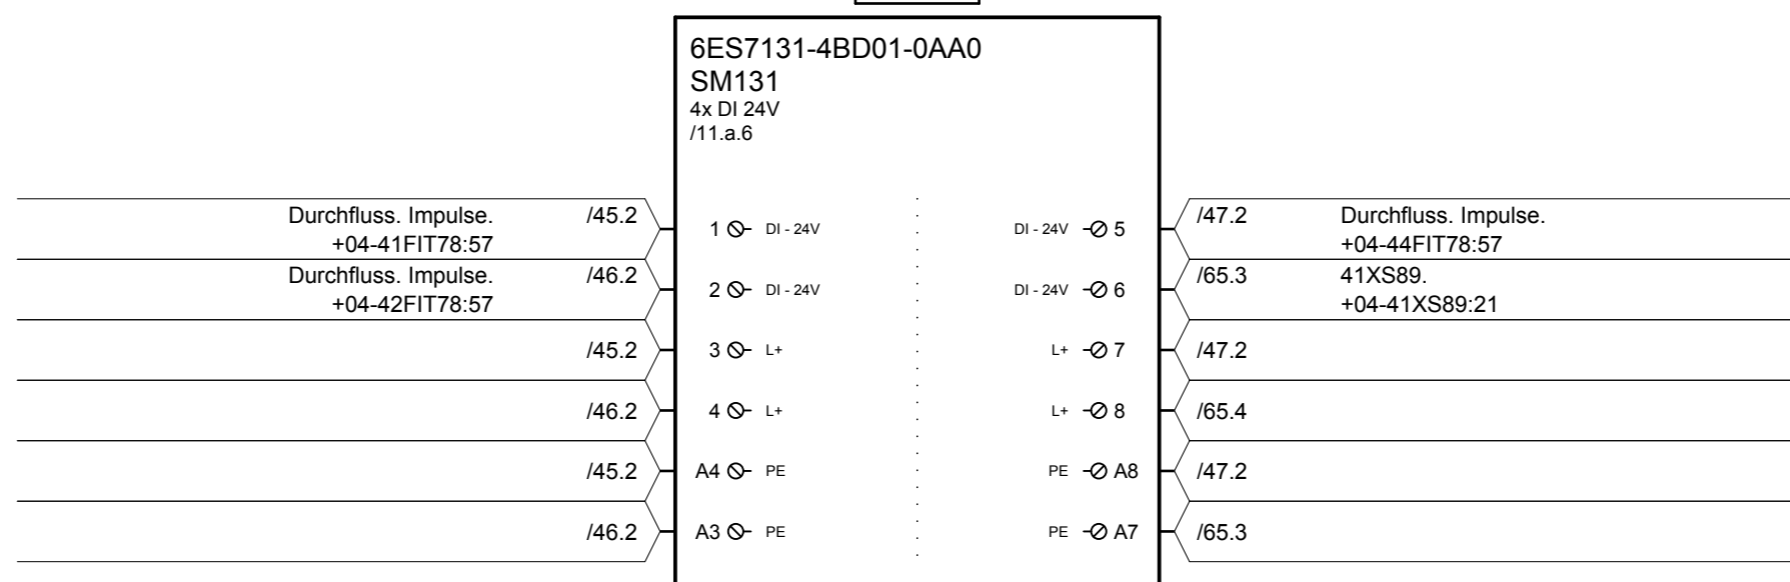 6ES7131-4BD01-0AA0
SM131
4x DI 24V
/11.a.6
Durchfluss. Impulse. /45.2 1 DI - 24V DI - 24V 5 /47.2 Durchfluss. Impulse.
+04-41FIT78:57 +04-44FIT78:57
Durchfluss. Impulse. /46.2 2 DI - 24V DI - 24V 6 /65.3 41XS89.
+04-42FIT78:57 +04-41XS89:21
/45.2 3 L+ L+ 7 /47.2
/46.2 4 L+ L+ 8 /65.4
/45.2 A4 PE PE A8 /47.2
/46.2 A3 PE PE A7 /65.3